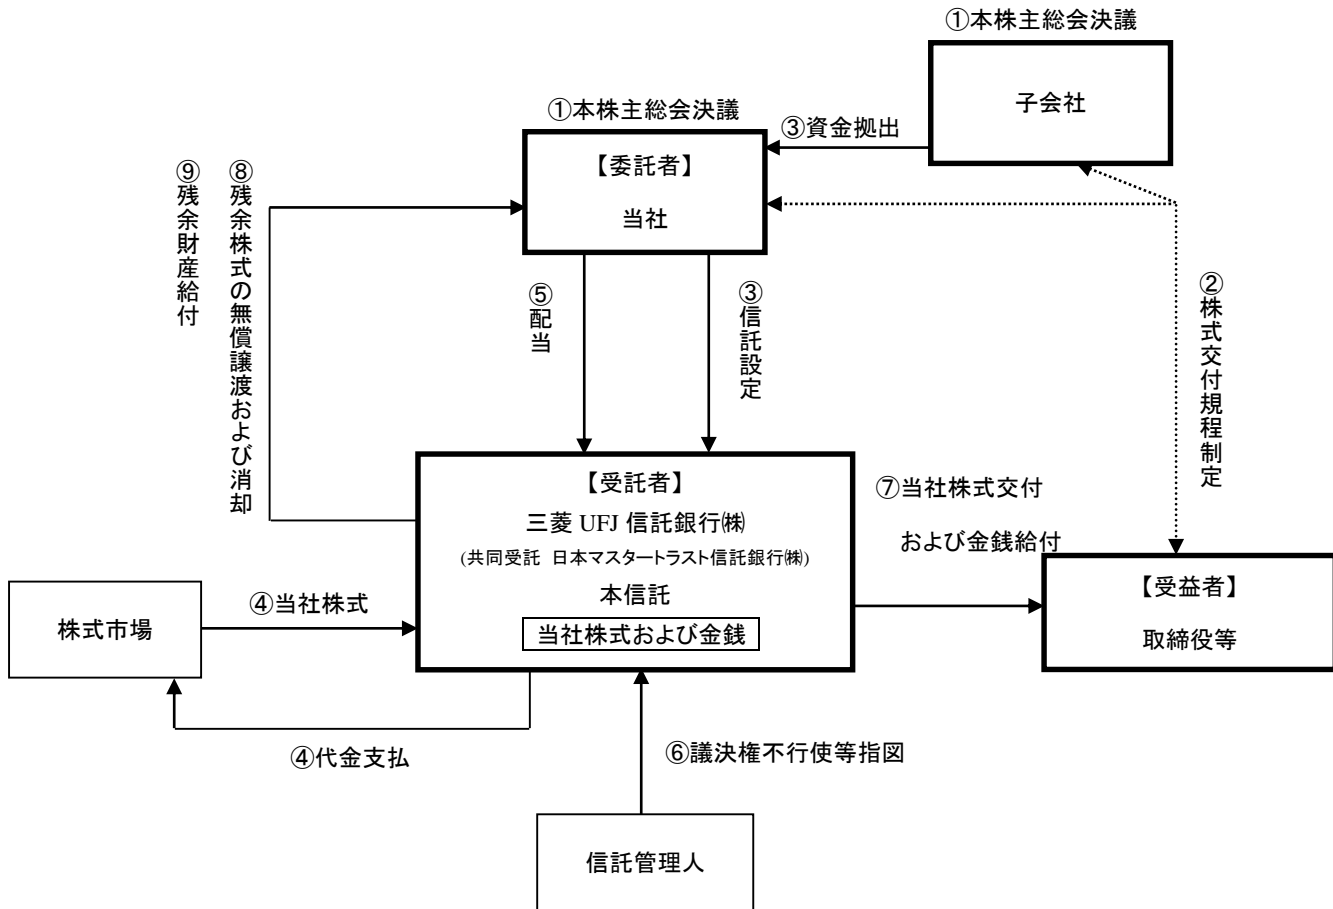 ①本株主総会決議
子会社
①本株主総会決議
③資金拠出
【委託者】
当社
⑨残余財産給付
⑧残余株式の無償譲渡および消却
⑤配当
③信託設定
②株式交付規程制定
【受託者】
三菱 UFJ 信託銀行㈱
(共同受託 日本マスタートラスト信託銀行㈱)
本信託
当社株式および金銭
⑦当社株式交付
および金銭給付
【受益者】
取締役等
④当社株式
株式市場
④代金支払
⑥議決権不行使等指図
信託管理人